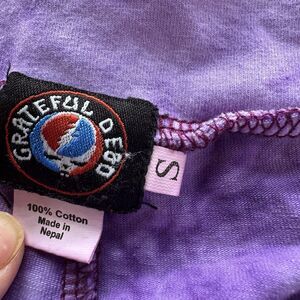 GRATEFUL DEAD
S
100% Cotton
Made in
Nepal